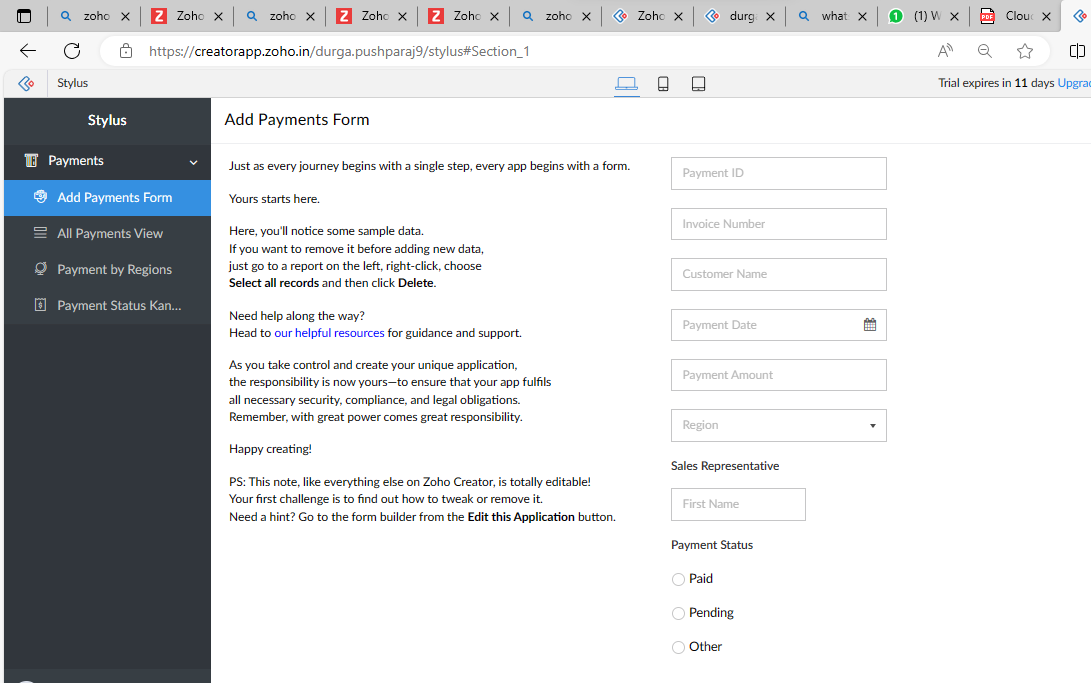 zoho
Zoho
zoho
Zoho
Zoho
zoho
Zoho
durg
what
(1) W
Clou
https://creatorapp.zoho.in/durga.pushparaj9/stylus#Section_1
Stylus
Trial expires in 11 days Upgra
Stylus
Payments
Add Payments Form
All Payments View
Payment by Regions
Payment Status Kan...
Add Payments Form
Just as every journey begins with a single step, every app begins with a form.
Yours starts here.
Here, you'll notice some sample data.
If you want to remove it before adding new data,
just go to a report on the left, right-click, choose
Select all records and then click Delete.
Need help along the way?
Head to our helpful resources for guidance and support.
As you take control and create your unique application,
the responsibility is now yours—to ensure that your app fulfils
all necessary security, compliance, and legal obligations.
Remember, with great power comes great responsibility.
Happy creating!
PS: This note, like everything else on Zoho Creator, is totally editable!
Your first challenge is to find out how to tweak or remove it.
Need a hint? Go to the form builder from the Edit this Application button.
Payment ID
Invoice Number
Customer Name
Payment Date
Payment Amount
Region
Sales Representative
First Name
Payment Status
Paid
Pending
Other